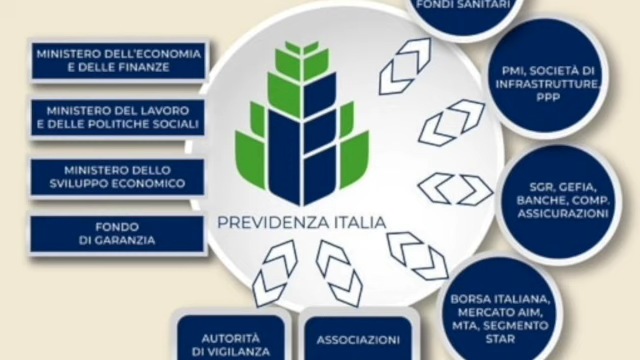 FONDI SANITARI
MINISTERO DELL'ECONOMIA
E DELLE FINANZE
MINISTERO DEL LAVORO
E DELLE POLITICHE SOCIALI
MINISTERO DELLO
SVILUPPO ECONOMICO
FONDO
DI GARANZIA
PREVIDENZA ITALIA
PMI, SOCIETÀ DI
INFRASTRUTTURE,
PPP
SGR, GEFIA,
BANCHE, COMP.
ASSICURAZIONI
BORSA ITALIANA,
MERCATO AIM,
MTA, SEGMENTO
STAR
AUTORITÀ
DI VIGILANZA
ASSOCIAZIONI